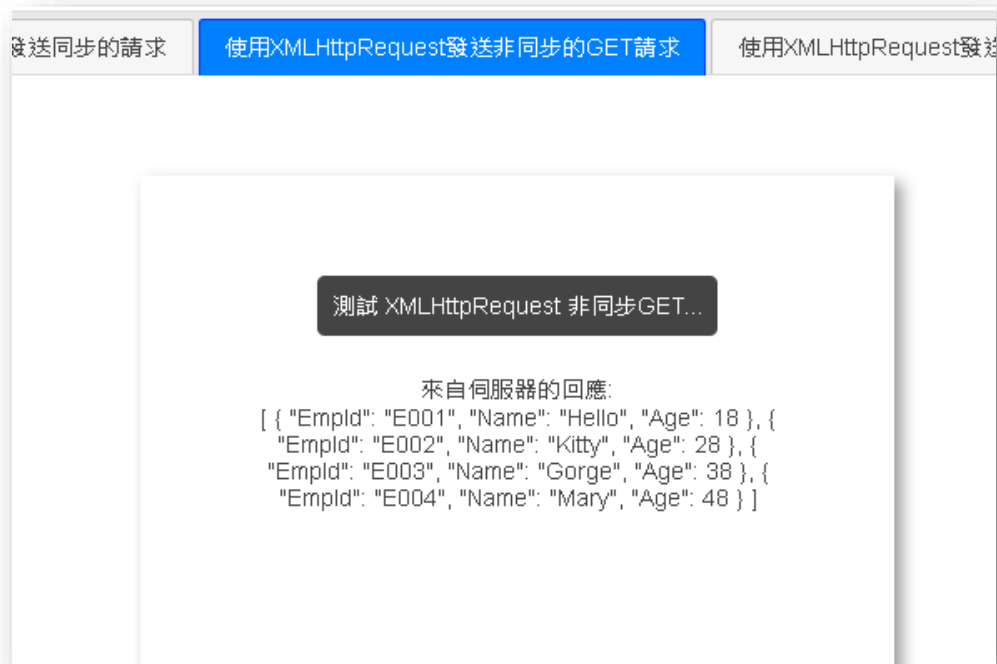 發送同步的請求
使用XMLHttpRequest發送非同步的GET請求
使用XMLHttpRequest發送
測試 XMLHttpRequest 非同步GET...
來自伺服器的回應:
[ { "EmpId": "E001", "Name": "Hello", "Age": 18 }, {
"EmpId": "E002", "Name": "Kitty", "Age": 28 }, {
"EmpId": "E003", "Name": "Gorge", "Age": 38 }, {
"EmpId": "E004", "Name": "Mary", "Age": 48 } ]